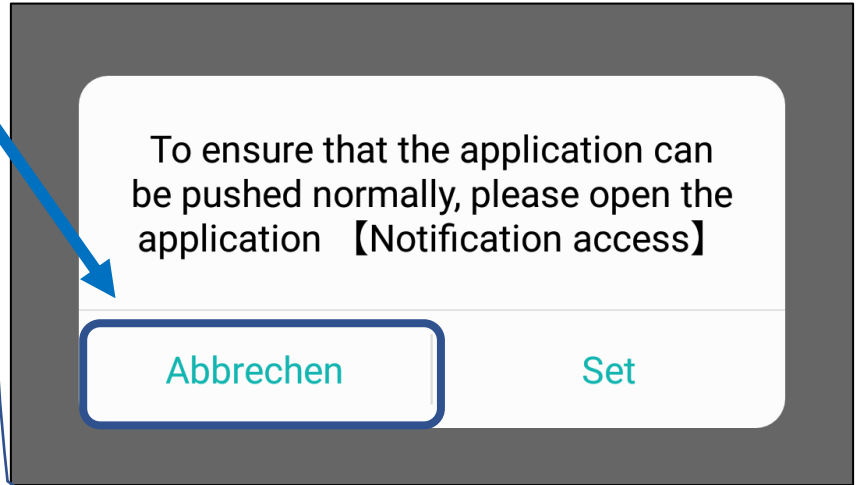 To ensure that the application can
be pushed normally, please open the
application 【Notification access】
Abbrechen
Set